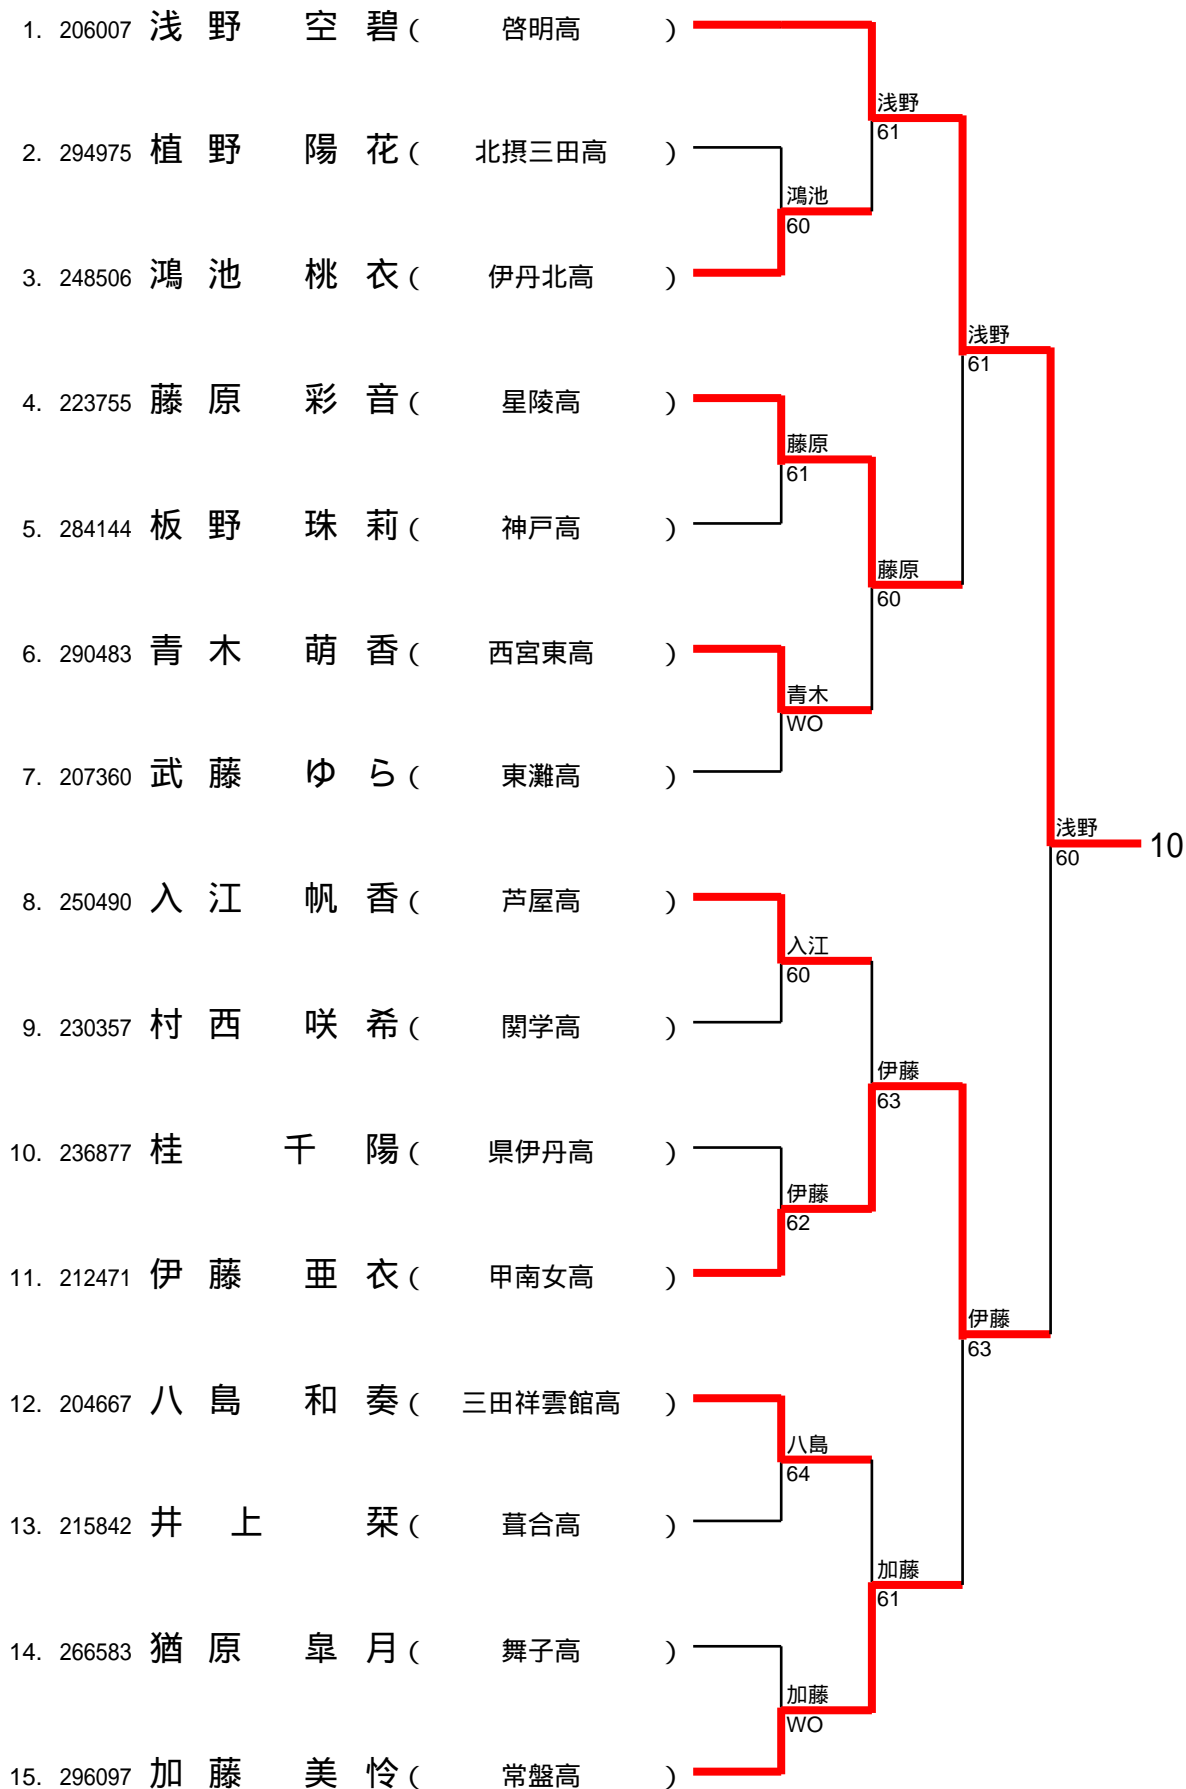 1. 206007 浅野 空碧 ( 啓明高 )
浅野
61
2. 294975 植野 陽花 ( 北摂三田高 )
鴻池
60
3. 248506 鴻池 桃衣 ( 伊丹北高 )
浅野
61
4. 223755 藤原 彩音 ( 星陵高 )
藤原
61
5. 284144 板野 珠莉 ( 神戸高 )
藤原
60
6. 290483 青木 萌香 ( 西宮東高 )
青木
WO
7. 207360 武藤 ゆら ( 東灘高 )
浅野
60
10
8. 250490 入江 帆香 ( 芦屋高 )
入江
60
9. 230357 村西 咲希 ( 関学高 )
伊藤
63
10. 236877 桂 千陽 ( 県伊丹高 )
伊藤
62
11. 212471 伊藤 亜衣 ( 甲南女高 )
伊藤
63
12. 204667 八島 和奏 ( 三田祥雲館高 )
八島
64
13. 215842 井上 栞 ( 葺合高 )
加藤
61
14. 266583 猶原 皐月 ( 舞子高 )
加藤
WO
15. 296097 加藤 美怜 ( 常盤高 )